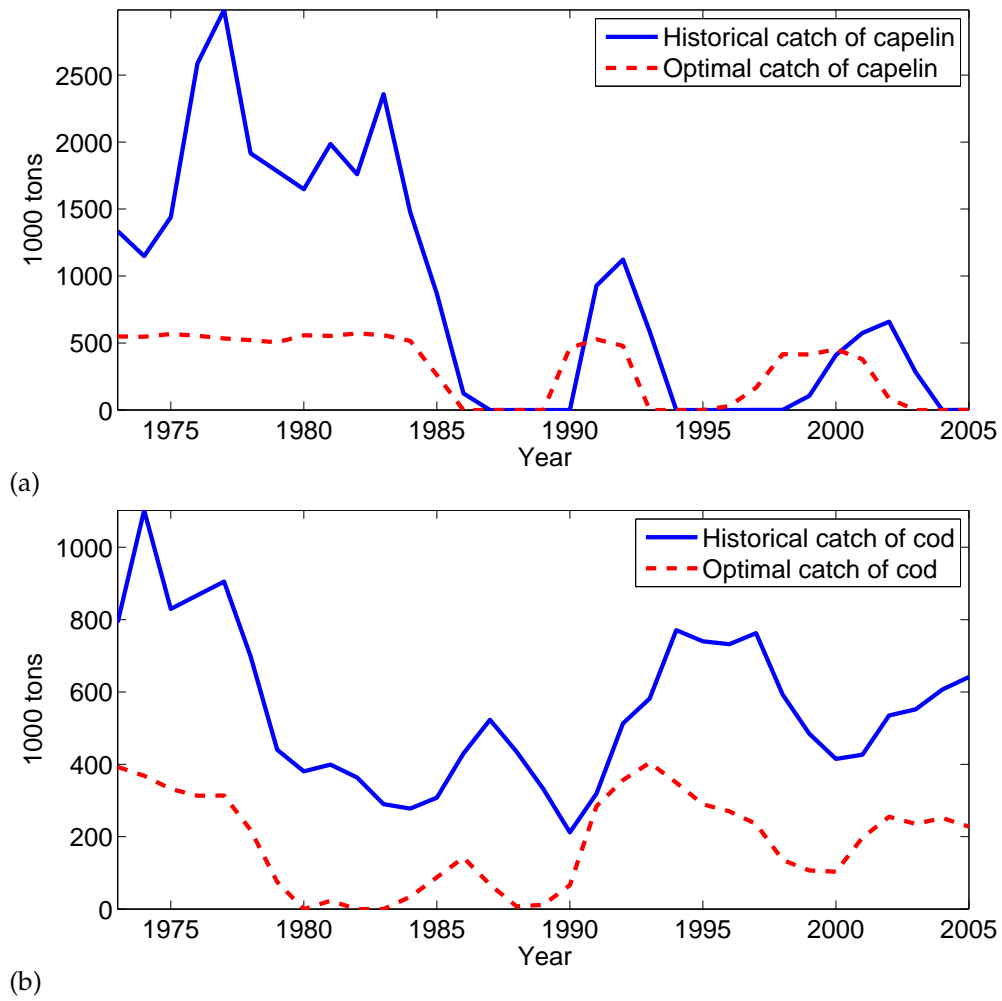 Historical catch of capelin
Optimal catch of capelin
2500
2000
1500
1000
500
0
1000 tons
1975 1980 1985 1990 1995 2000 2005
Year
(a)
Historical catch of cod
Optimal catch of cod
1000
800
600
400
200
0
1000 tons
1975 1980 1985 1990 1995 2000 2005
Year
(b)